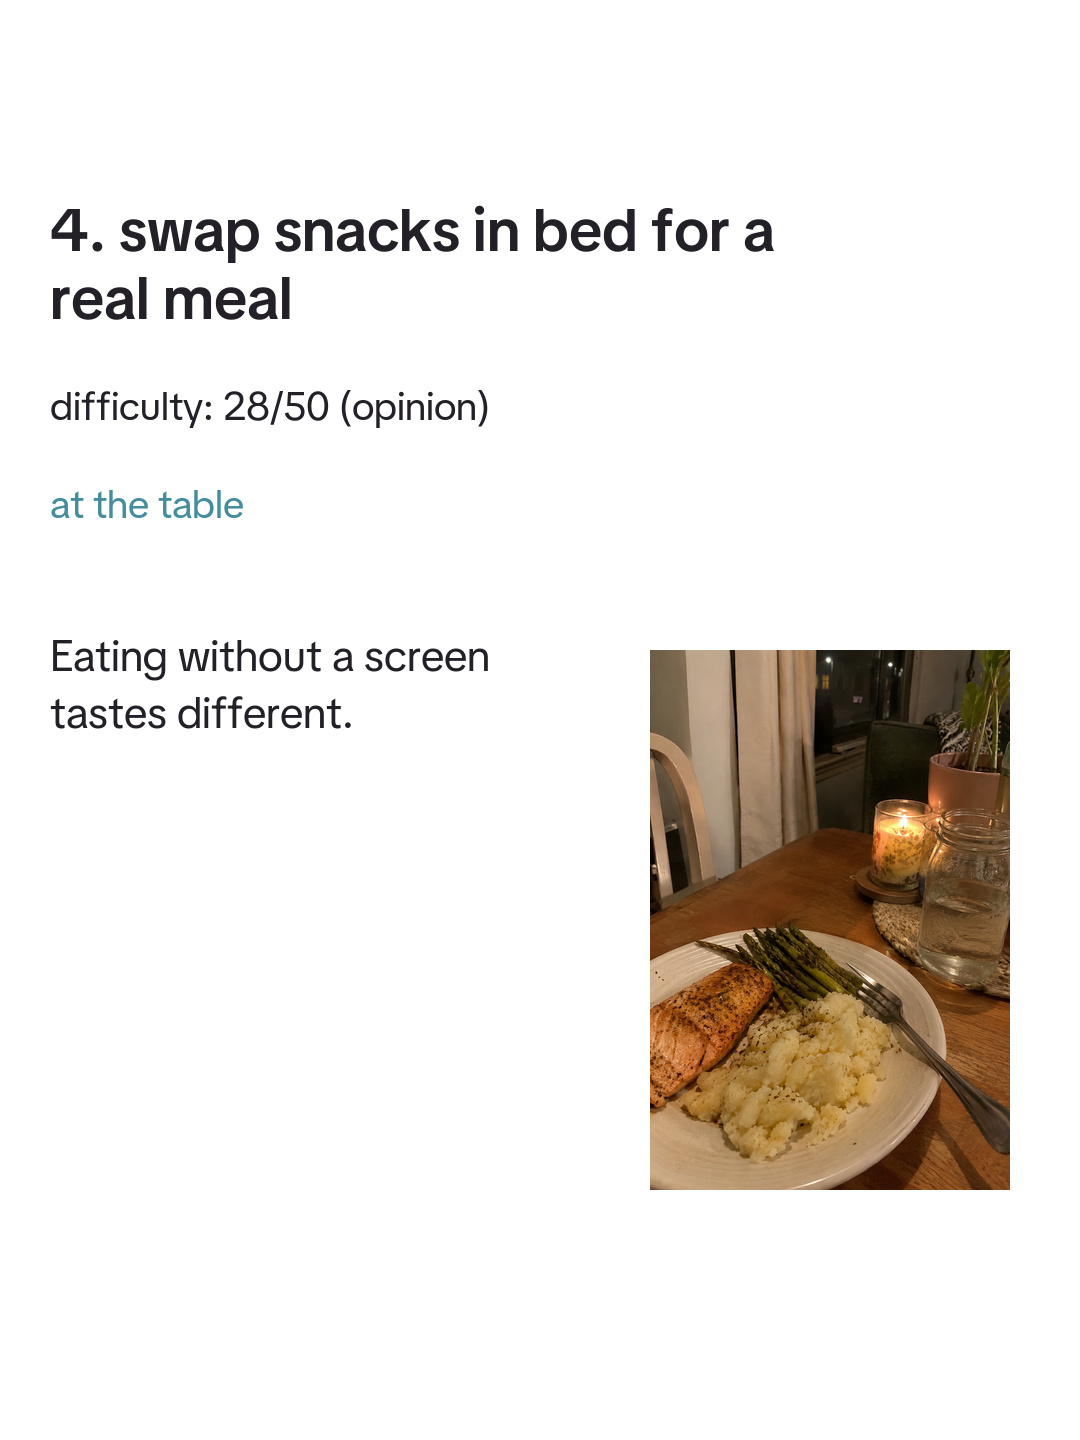 4. swap snacks in bed for a
real meal
difficulty: 28/50 (opinion)
at the table
Eating without a screen
tastes different.